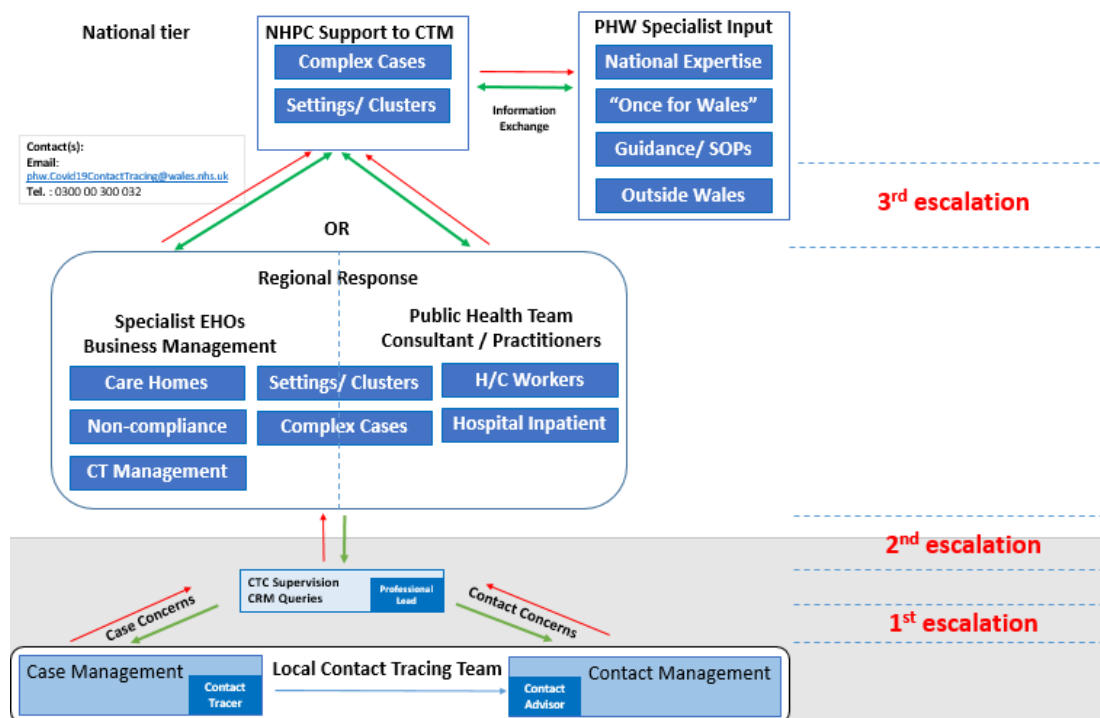 National tier
NHPC Support to CTM
Complex Cases
Settings/ Clusters
Information
Exchange
PHW Specialist Input
National Expertise
“Once for Wales”
Guidance/ SOPs
Outside Wales
Contact(s):
Email:
phw.Covid19ContactTracing@wales.nhs.uk
Tel. : 0300 00 300 032
3rd escalation
OR
Regional Response
Specialist EHOs
Business Management
Public Health Team
Consultant / Practitioners
Care Homes
Settings/ Clusters
H/C Workers
Non-compliance
Complex Cases
Hospital Inpatient
CT Management
2nd escalation
CTC Supervision
CRM Queries
Professional
Lead
Case Concerns
Contact Concerns
1st escalation
Case Management
Contact
Tracer
Local Contact Tracing Team
Contact
Advisor
Contact Management